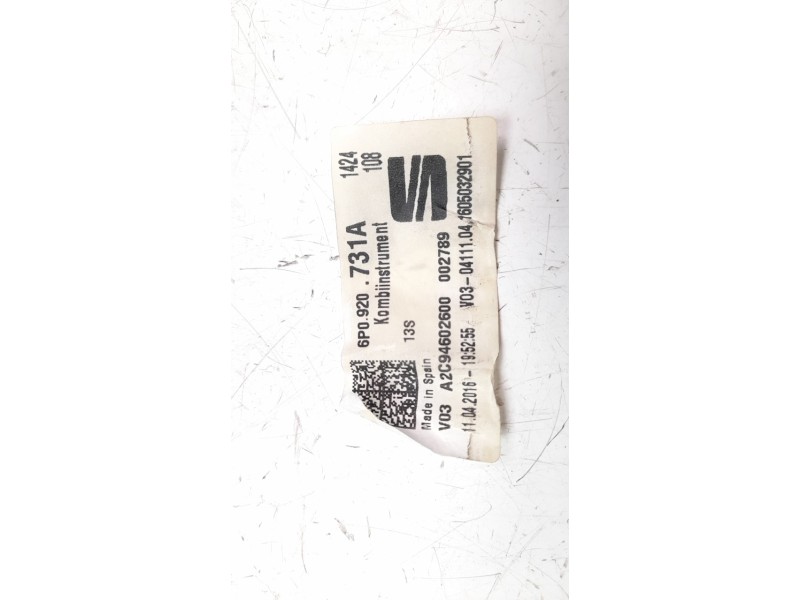 6P0.920 .731A 1424
Kombiinstrument 108
13S
Made in Spain
V03 A2C94602600 002789
11.04.2016 - 19:52:55 V03-04111.04.1605032901